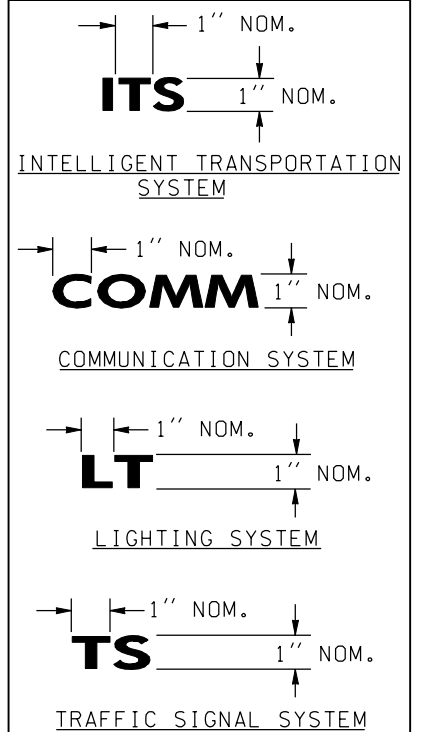 1'' NOM.
ITS 1'' NOM.
INTELLIGENT TRANSPORTATION
SYSTEM
1'' NOM.
COMM 1'' NOM.
COMMUNICATION SYSTEM
1'' NOM.
LT 1'' NOM.
LIGHTING SYSTEM
1'' NOM.
TS 1'' NOM.
TRAFFIC SIGNAL SYSTEM